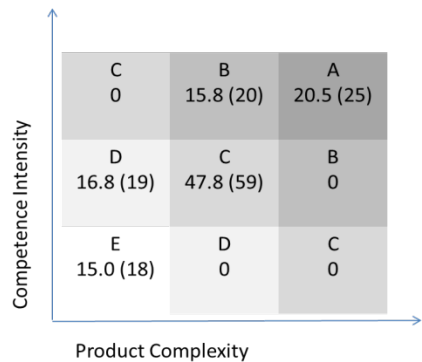 Competence Intensity
C
0
B
15.8 (20)
A
20.5 (25)
D
16.8 (19)
C
47.8 (59)
B
0
E
15.0 (18)
D
0
C
0
Product Complexity